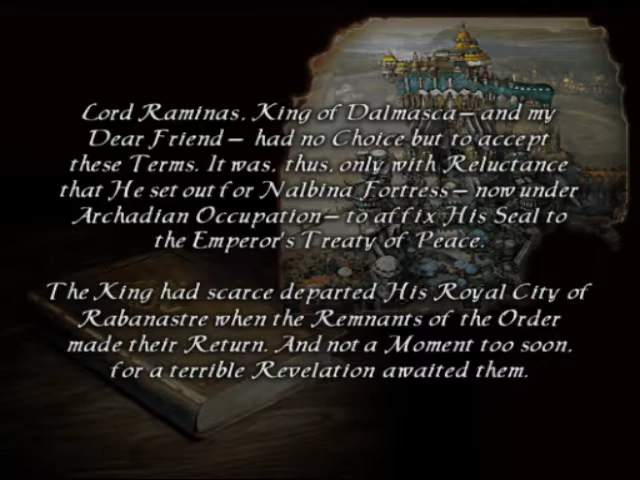 Lord Raminas, King of Dalmasca— and my
Dear Friend— had no Choice but to accept
these Terms. It was, thus, only with Reluctance
that He set out for Nalbina Fortress— now under
Archadian Occupation— to affix His Seal to
the Emperor's Treaty of Peace.
The King had scarce departed His Royal City of
Rabanastre when the Remnants of the Order
made their Return. And not a Moment too soon,
for a terrible Revelation awaited them.